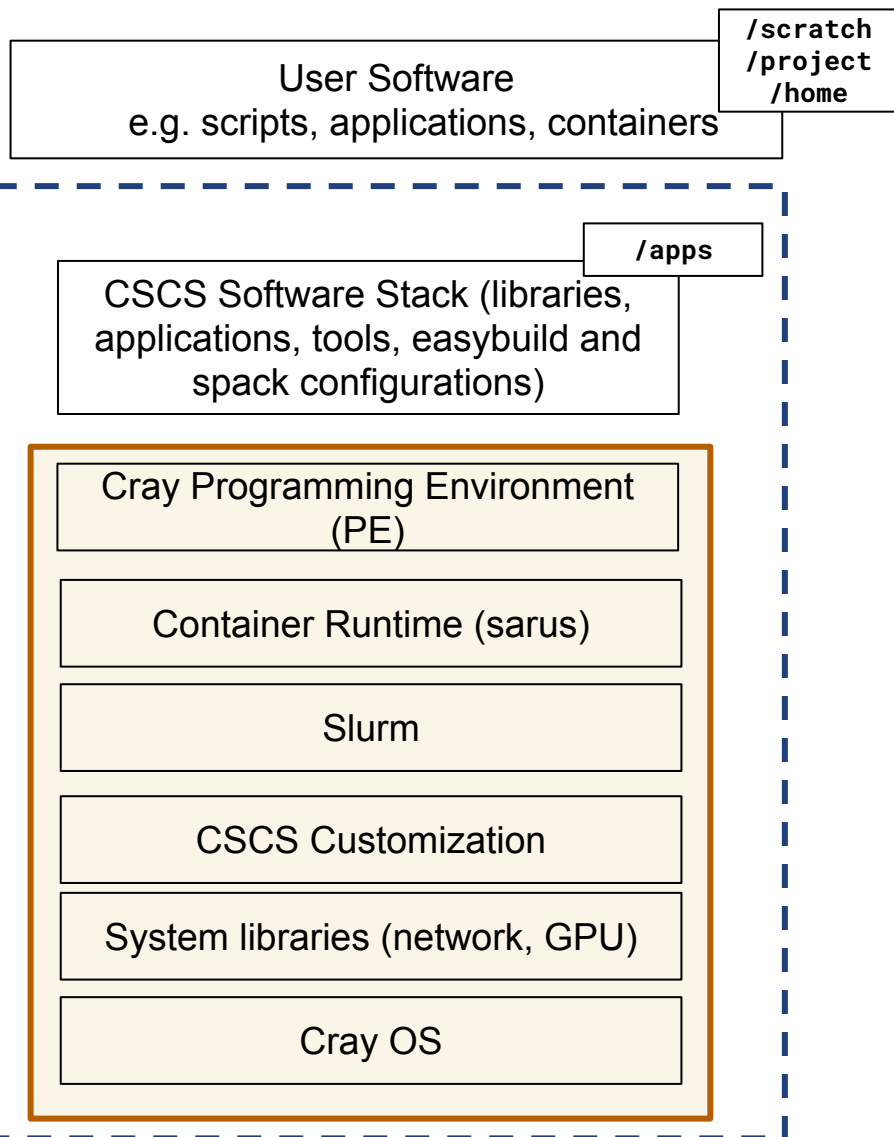 /scratch
/project
/home
User Software
e.g. scripts, applications, containers
/apps
CSCS Software Stack (libraries,
applications, tools, easybuild and
spack configurations)
Cray Programming Environment
(PE)
Container Runtime (sarus)
Slurm
CSCS Customization
System libraries (network, GPU)
Cray OS